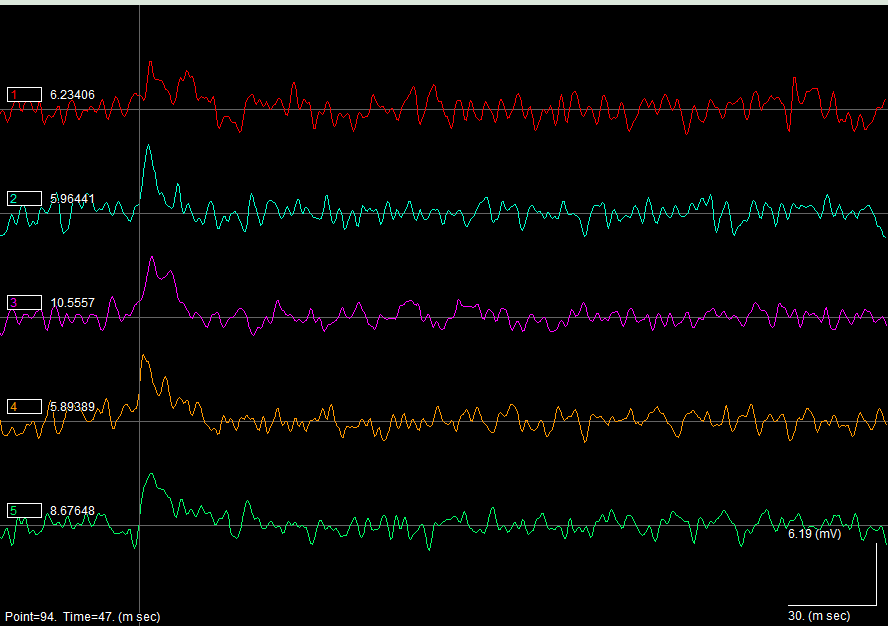 1 6.23406
2 5.96441
3 10.5557
4 5.89389
5 8.67648
6.19 (mV)
30. (m sec)
Point=94. Time=47. (m sec)